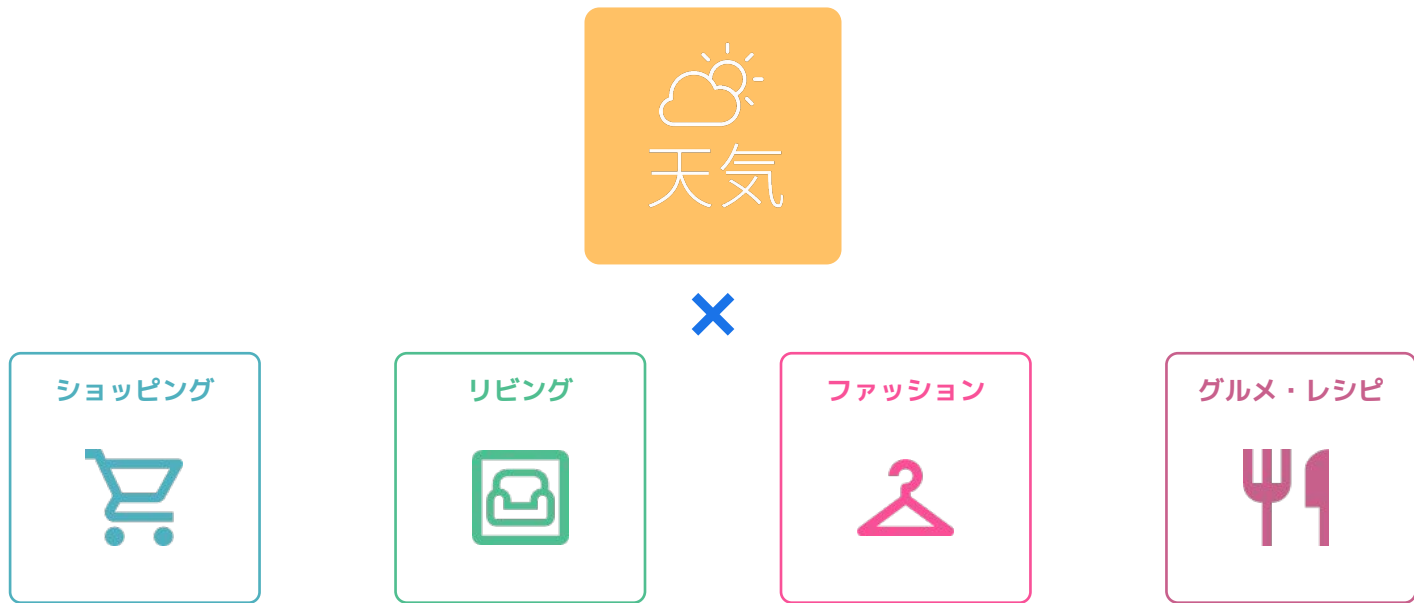 天気
×
ショッピング
リビング
ファッション
グルメ・レシピ